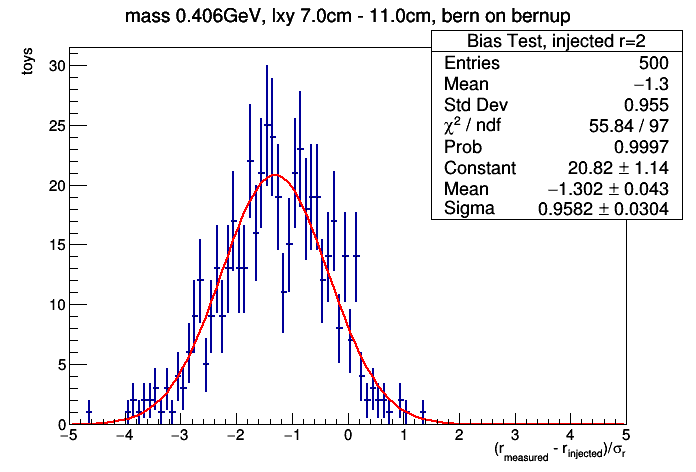 mass 0.406GeV, lxy 7.0cm - 11.0cm, bern on bernup
Bias Test, injected r=2
Entries 500
Mean −1.3
Std Dev 0.955
χ² / ndf 55.84 / 97
Prob 0.9997
Constant 20.82 ± 1.14
Mean −1.302 ± 0.043
Sigma 0.9582 ± 0.0304
toys
30
25
20
15
10
5
0
−5 −4 −3 −2 −1 0 1 2 3 4 5
(r_measured - r_injected)/σ_r